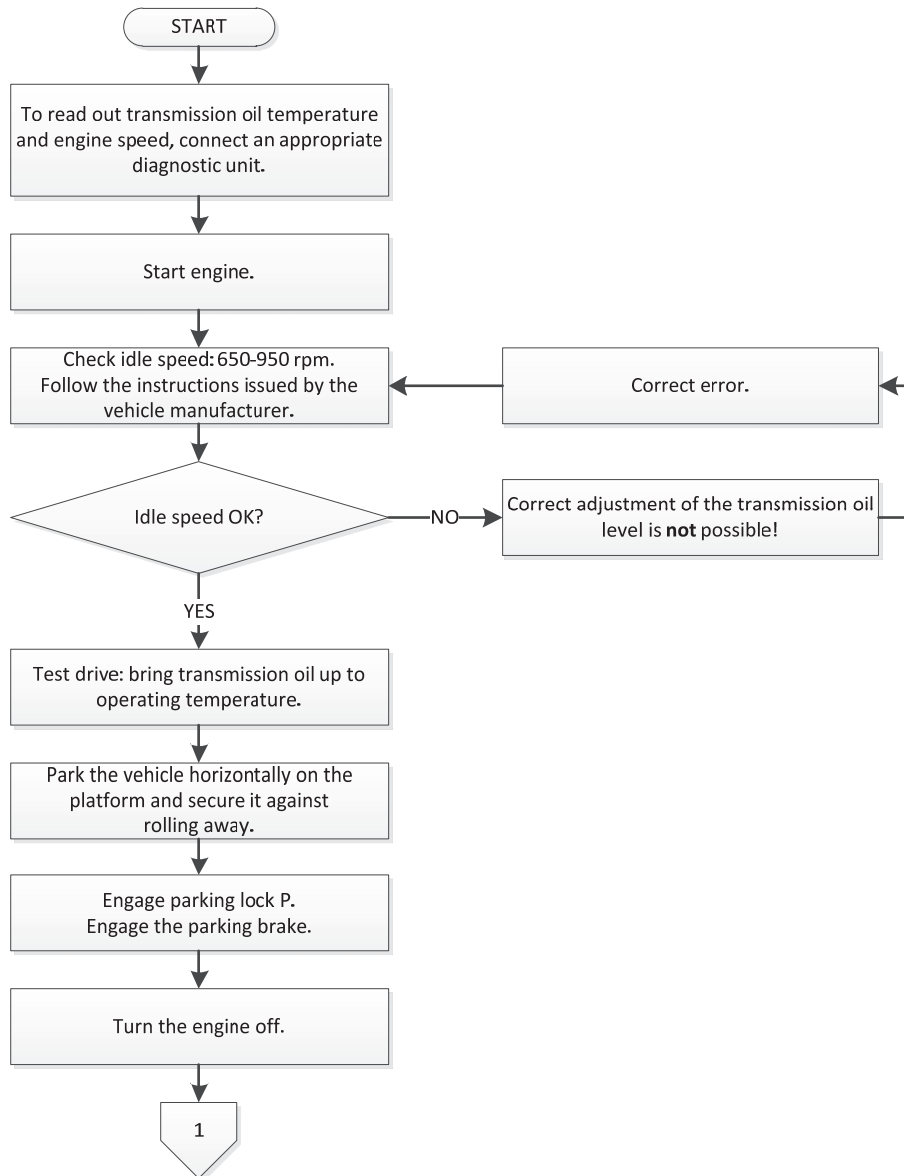 START
To read out transmission oil temperature
and engine speed, connect an appropriate
diagnostic unit.
Start engine.
Check idle speed: 650-950 rpm.
Follow the instructions issued by the
vehicle manufacturer.
Correct error.
Idle speed OK?
NO
Correct adjustment of the transmission oil
level is not possible!
YES
Test drive: bring transmission oil up to
operating temperature.
Park the vehicle horizontally on the
platform and secure it against
rolling away.
Engage parking lock P.
Engage the parking brake.
Turn the engine off.
1